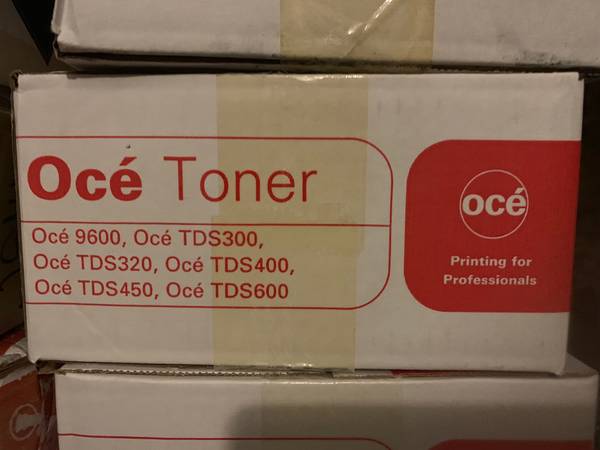 Océ Toner
Océ 9600, Océ TDS300,
Océ TDS320, Océ TDS400,
Océ TDS450, Océ TDS600
océ
Printing for
Professionals